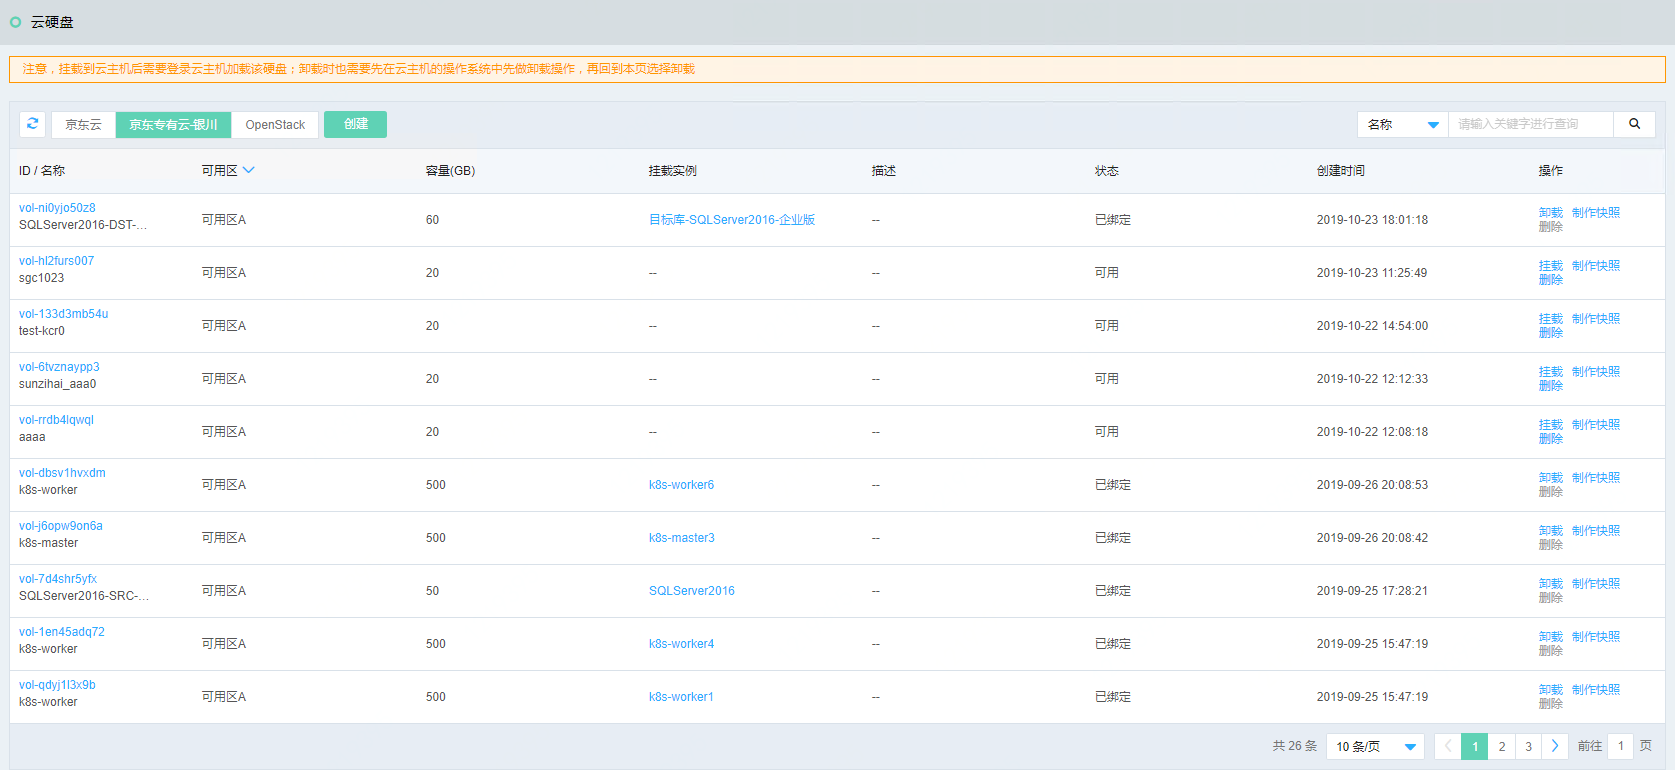 云硬盘
注意，挂载到云主机后需要登录云主机加载该硬盘；卸载时也需要先在云主机的操作系统中先做卸载操作，再回到本页选择卸载
京东云 京东专有云-银川 OpenStack 创建 名称 请输入关键字进行查询
ID / 名称 可用区 容量(GB) 挂载实例 描述 状态 创建时间 操作
vol-ni0yjo50z8 卸载 制作快照
SQLServer2016-DST-... 可用区A 60 目标库-SQLServer2016-企业版 -- 已绑定 2019-10-23 18:01:18 删除
vol-hl2furs007 挂载 制作快照
sgc1023 可用区A 20 -- -- 可用 2019-10-23 11:25:49 删除
vol-133d3mb54u 挂载 制作快照
test-kcr0 可用区A 20 -- -- 可用 2019-10-22 14:54:00 删除
vol-6tvznaypp3 挂载 制作快照
sunzihai_aaa0 可用区A 20 -- -- 可用 2019-10-22 12:12:33 删除
vol-rrdb4lqwql 挂载 制作快照
aaaa 可用区A 20 -- -- 可用 2019-10-22 12:08:18 删除
vol-dbsv1hvxdm 卸载 制作快照
k8s-worker 可用区A 500 k8s-worker6 -- 已绑定 2019-09-26 20:08:53 删除
vol-j6opw9on6a 卸载 制作快照
k8s-master 可用区A 500 k8s-master3 -- 已绑定 2019-09-26 20:08:42 删除
vol-7d4shr5yfx 卸载 制作快照
SQLServer2016-SRC-... 可用区A 50 SQLServer2016 -- 已绑定 2019-09-25 17:28:21 删除
vol-1en45adq72 卸载 制作快照
k8s-worker 可用区A 500 k8s-worker4 -- 已绑定 2019-09-25 15:47:19 删除
vol-qdyj1l3x9b 卸载 制作快照
k8s-worker 可用区A 500 k8s-worker1 -- 已绑定 2019-09-25 15:47:19 删除
共 26 条 10 条/页 1 2 3 前往 1 页